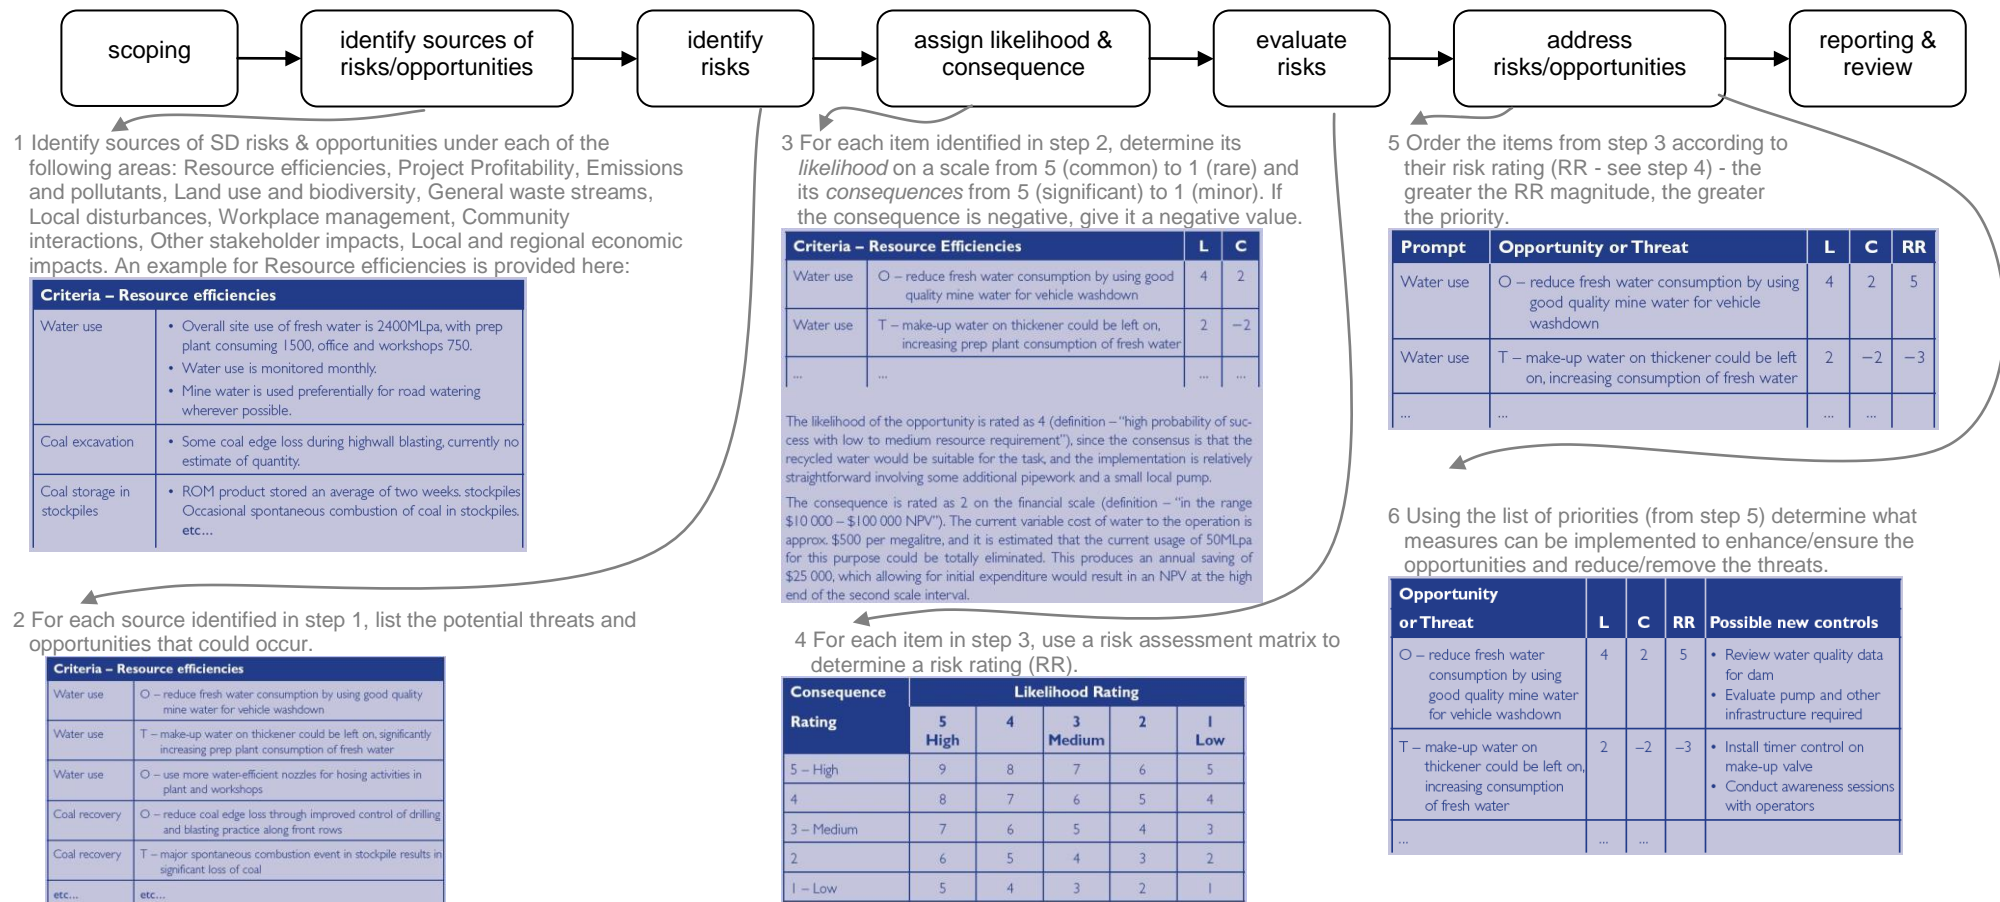 scoping
identify sources of
risks/opportunities
identify
risks
assign likelihood &
consequence
evaluate
risks
address
risks/opportunities
reporting &
review
1 Identify sources of SD risks & opportunities under each of the
following areas: Resource efficiencies, Project Profitability, Emissions
and pollutants, Land use and biodiversity, General waste streams,
Local disturbances, Workplace management, Community
interactions, Other stakeholder impacts, Local and regional economic
impacts. An example for Resource efficiencies is provided here:
Criteria – Resource efficiencies
Water use
• Overall site use of fresh water is 2400MLpa, with prep
plant consuming 1500, office and workshops 750.
• Water use is monitored monthly.
• Mine water is used preferentially for road watering
wherever possible.
Coal excavation
• Some coal edge loss during highwall blasting, currently no
estimate of quantity.
Coal storage in
stockpiles
• ROM product stored an average of two weeks. stockpiles
Occasional spontaneous combustion of coal in stockpiles.
etc...
2 For each source identified in step 1, list the potential threats and
opportunities that could occur.
Criteria – Resource efficiencies
Water use O – reduce fresh water consumption by using good quality
mine water for vehicle washdown
Water use T – make-up water on thickener could be left on, significantly
increasing prep plant consumption of fresh water
Water use O – use more water-efficient nozzles for hosing activities in
plant and workshops
Coal recovery O – reduce coal edge loss through improved control of drilling
and blasting practice along front rows
Coal recovery T – major spontaneous combustion event in stockpile results in
significant loss of coal
etc... etc...
3 For each item identified in step 2, determine its
likelihood on a scale from 5 (common) to 1 (rare) and
its consequences from 5 (significant) to 1 (minor). If
the consequence is negative, give it a negative value.
Criteria – Resource Efficiencies L C
Water use O – reduce fresh water consumption by using good 4 2
quality mine water for vehicle washdown
Water use T – make-up water on thickener could be left on, 2 –2
increasing prep plant consumption of fresh water
... ... ... ...
The likelihood of the opportunity is rated as 4 (definition – “high probability of suc-
cess with low to medium resource requirement”), since the consensus is that the
recycled water would be suitable for the task, and the implementation is relatively
straightforward involving some additional pipework and a small local pump.
The consequence is rated as 2 on the financial scale (definition – “in the range
$10 000 – $100 000 NPV”). The current variable cost of water to the operation is
approx. $500 per megalitre, and it is estimated that the current usage of 50MLpa
for this purpose could be totally eliminated. This produces an annual saving of
$25 000, which allowing for initial expenditure would result in an NPV at the high
end of the second scale interval.
4 For each item in step 3, use a risk assessment matrix to
determine a risk rating (RR).
Consequence Likelihood Rating
Rating 5 4 3 2 1
High Medium Low
5 – High 9 8 7 6 5
4 8 7 6 5 4
3 – Medium 7 6 5 4 3
2 6 5 4 3 2
1 – Low 5 4 3 2 1
5 Order the items from step 3 according to
their risk rating (RR - see step 4) - the
greater the RR magnitude, the greater
the priority.
Prompt Opportunity or Threat L C RR
Water use O – reduce fresh water consumption by using 4 2 5
good quality mine water for vehicle
washdown
Water use T – make-up water on thickener could be left 2 –2 –3
on, increasing consumption of fresh water
... ... ... ...
6 Using the list of priorities (from step 5) determine what
measures can be implemented to enhance/ensure the
opportunities and reduce/remove the threats.
Opportunity
or Threat L C RR Possible new controls
O – reduce fresh water 4 2 5 • Review water quality data
consumption by using for dam
good quality mine water • Evaluate pump and other
for vehicle washdown infrastructure required
T – make-up water on 2 –2 –3 • Install timer control on
thickener could be left on, make-up valve
increasing consumption • Conduct awareness sessions
of fresh water with operators
... ... ...